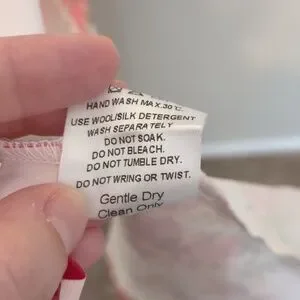 HAND WASH MAX.30°C.
USE WOOL/SILK DETERGENT
WASH SEPARATELY
DO NOT SOAK.
DO NOT BLEACH.
DO NOT TUMBLE DRY.
DO NOT WRING OR TWIST.
Gentle Dry
Clean Only